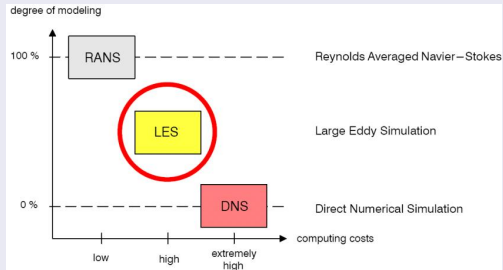 degree of modeling
100 %
RANS
Reynolds Averaged Navier–Stokes
LES
Large Eddy Simulation
0 %
DNS
Direct Numerical Simulation
computing costs
low
high
extremely
high